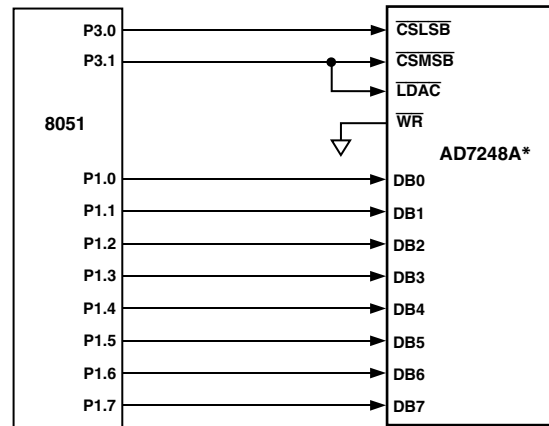 P3.0 CSLSB
P3.1 CSMSB
LDAC
8051 WR
AD7248A*
P1.0 DB0
P1.1 DB1
P1.2 DB2
P1.3 DB3
P1.4 DB4
P1.5 DB5
P1.6 DB6
P1.7 DB7